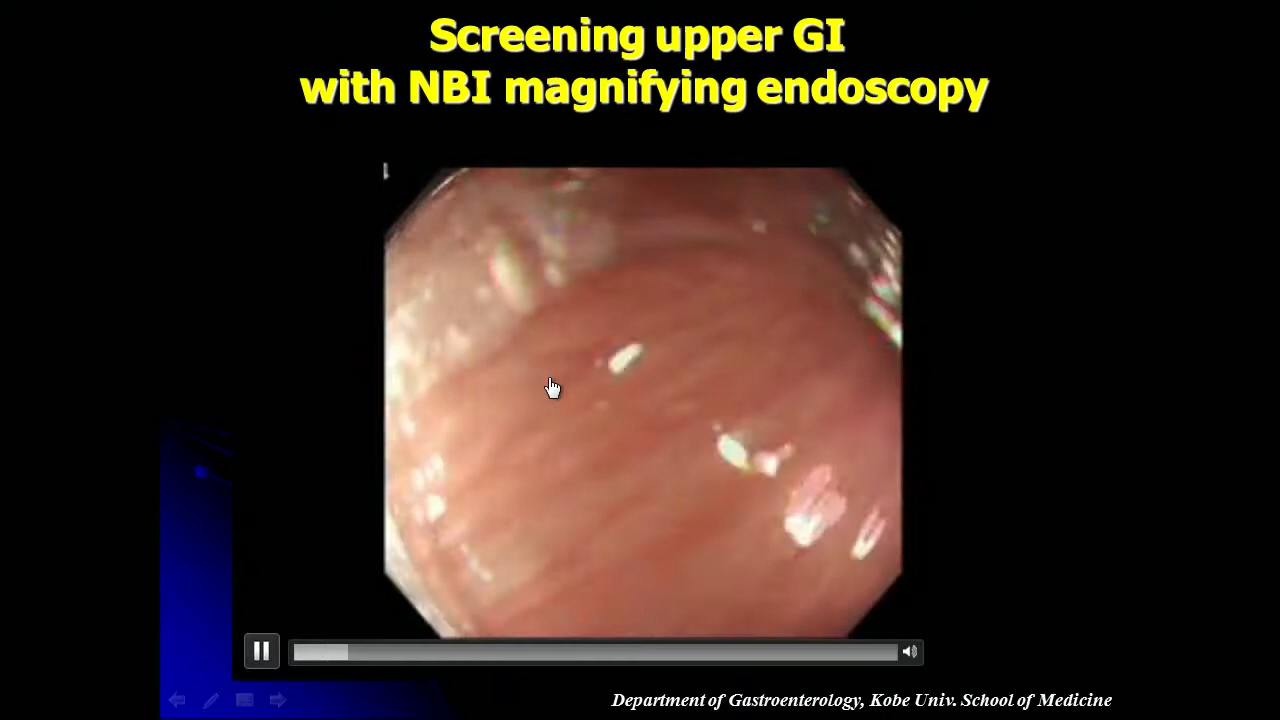 Screening upper GI
with NBI magnifying endoscopy
Department of Gastroenterology, Kobe Univ. School of Medicine